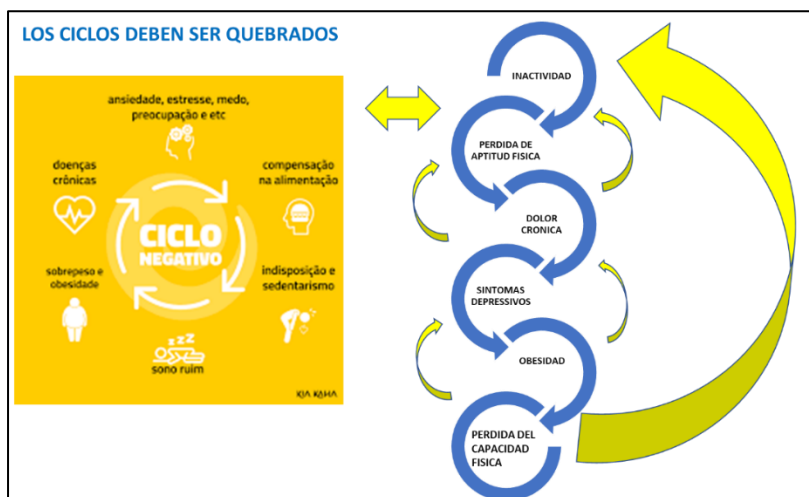 LOS CICLOS DEBEN SER QUEBRADOS
ansiedade, estresse, medo,
preocupação e etc
doenças
crônicas
compensação
na alimentação
CICLO
NEGATIVO
sobrepeso e
obesidade
indisposição e
sedentarismo
zzZ
sono ruim
KIA KAHA
INACTIVIDAD
PERDIDA DE
APTITUD FISICA
DOLOR
CRONICA
SINTOMAS
DEPRESSIVOS
OBESIDAD
PERDIDA DEL
CAPACIDAD
FISICA